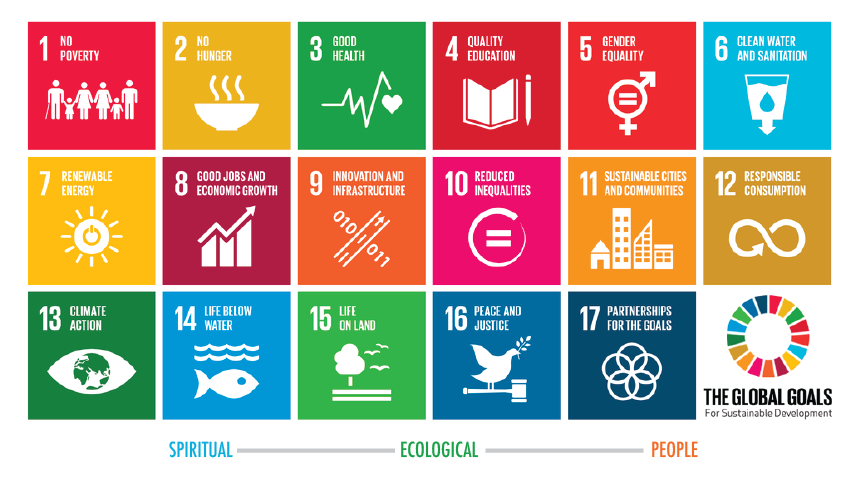 1 NO
POVERTY
2 NO
HUNGER
3 GOOD
HEALTH
4 QUALITY
EDUCATION
5 GENDER
EQUALITY
6 CLEAN WATER
AND SANITATION
7 RENEWABLE
ENERGY
8 GOOD JOBS AND
ECONOMIC GROWTH
9 INNOVATION AND
INFRASTRUCTURE
010
011
10 REDUCED
INEQUALITIES
11 SUSTAINABLE CITIES
AND COMMUNITIES
12 RESPONSIBLE
CONSUMPTION
13 CLIMATE
ACTION
14 LIFE BELOW
WATER
15 LIFE
ON LAND
16 PEACE AND
JUSTICE
17 PARTNERSHIPS
FOR THE GOALS
THE GLOBAL GOALS
For Sustainable Development
SPIRITUAL ECOLOGICAL PEOPLE